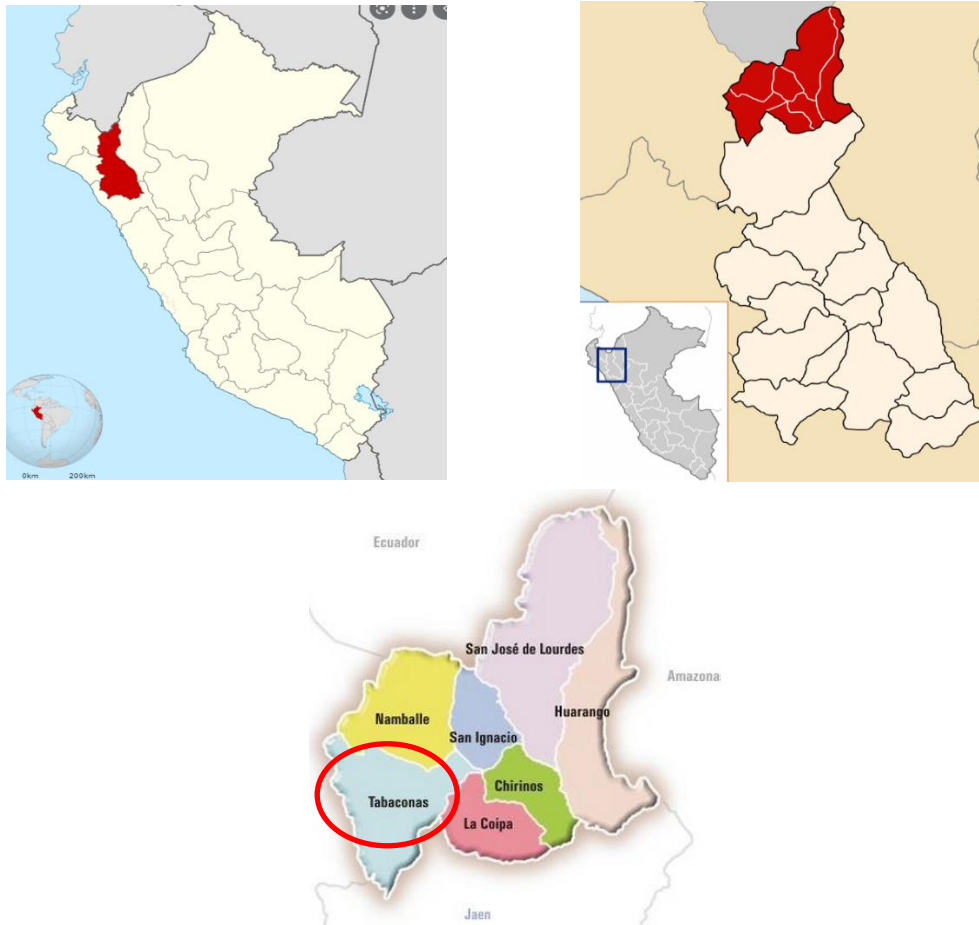 0km 200km
Ecuador
San José de Lourdes
Amazona
Namballe
Huarango
San Ignacio
Chirinos
Tabaconas
La Coipa
Jaen